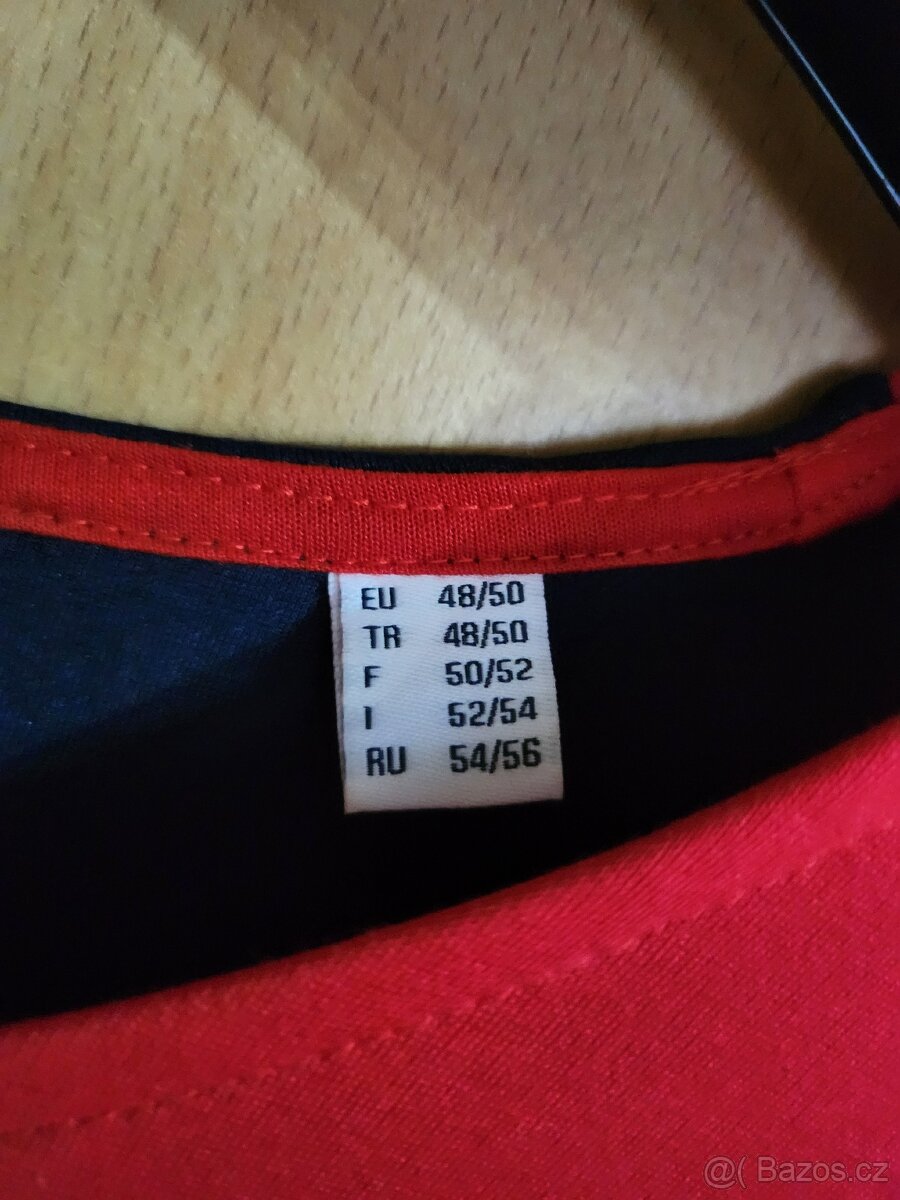 EU 48/50
TR 48/50
F 50/52
I 52/54
RU 54/56
@( Bazos.cz